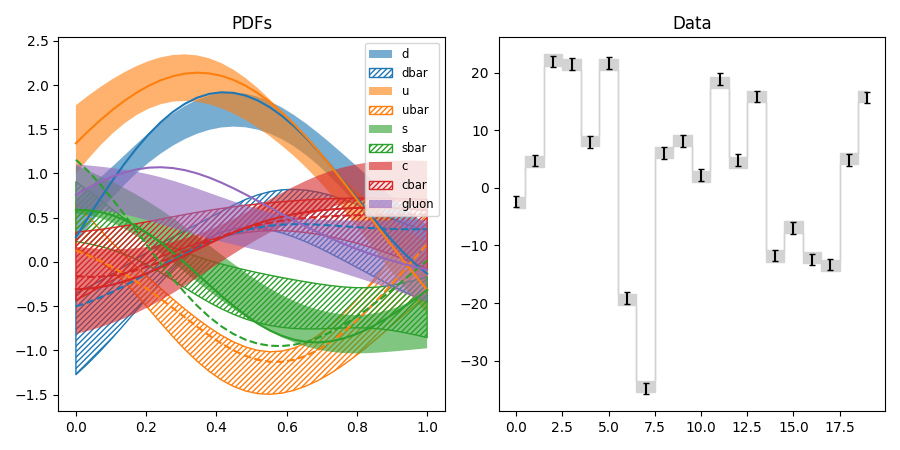 PDFs
2.5
2.0
1.5
1.0
0.5
0.0
−0.5
−1.0
−1.5
0.0 0.2 0.4 0.6 0.8 1.0
d
dbar
u
ubar
s
sbar
c
cbar
gluon
Data
20
10
0
−10
−20
−30
0.0 2.5 5.0 7.5 10.0 12.5 15.0 17.5